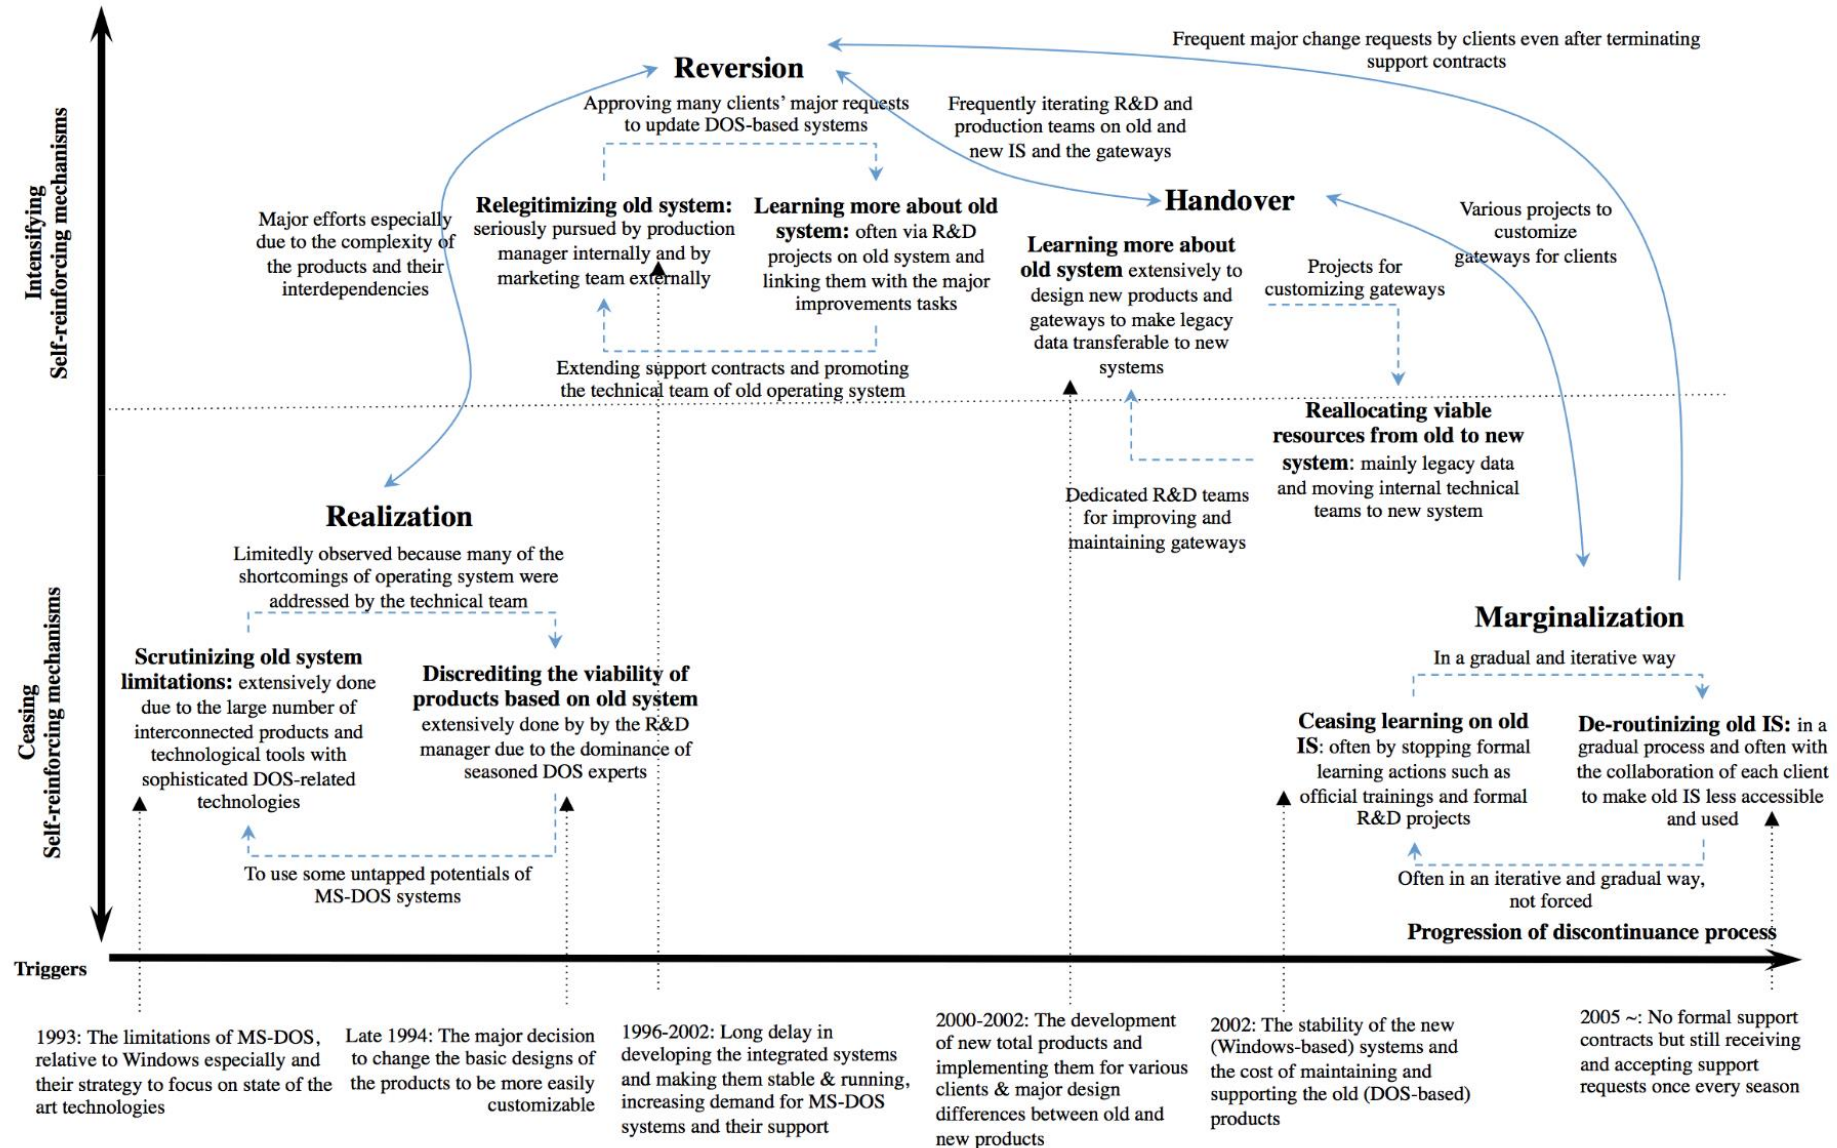 Frequent major change requests by clients even after terminating
support contracts
Reversion
Approving many clients’ major requests
to update DOS-based systems
Frequently iterating R&D and
production teams on old and
new IS and the gateways
Intensifying
Self-reinforcing mechanisms
Major efforts especially
due to the complexity of
the products and their
interdependencies
Relegitimizing old system:
seriously pursued by production
manager internally and by
marketing team externally
Learning more about old
system: often via R&D
projects on old system and
linking them with the major
improvements tasks
Extending support contracts and promoting
the technical team of old operating system
Handover
Learning more about
old system extensively to
design new products and
gateways to make legacy
data transferable to new
systems
Projects for
customizing gateways
Various projects to
customize
gateways for clients
Reallocating viable
resources from old to new
system: mainly legacy data
and moving internal technical
teams to new system
Dedicated R&D teams
for improving and
maintaining gateways
Realization
Limitedly observed because many of the
shortcomings of operating system were
addressed by the technical team
Ceasing
Self-reinforcing mechanisms
Scrutinizing old system
limitations: extensively done
due to the large number of
interconnected products and
technological tools with
sophisticated DOS-related
technologies
Discrediting the viability of
products based on old system
extensively done by by the R&D
manager due to the dominance of
seasoned DOS experts
To use some untapped potentials of
MS-DOS systems
Marginalization
In a gradual and iterative way
Ceasing learning on old
IS: often by stopping formal
learning actions such as
official trainings and formal
R&D projects
De-routinizing old IS: in a
gradual process and often with
the collaboration of each client
to make old IS less accessible
and used
Often in an iterative and gradual way,
not forced
Progression of discontinuance process
Triggers
1993: The limitations of MS-DOS,
relative to Windows especially and
their strategy to focus on state of the
art technologies
Late 1994: The major decision
to change the basic designs of
the products to be more easily
customizable
1996-2002: Long delay in
developing the integrated systems
and making them stable & running,
increasing demand for MS-DOS
systems and their support
2000-2002: The development
of new total products and
implementing them for various
clients & major design
differences between old and
new products
2002: The stability of the new
(Windows-based) systems and
the cost of maintaining and
supporting the old (DOS-based)
products
2005 ~: No formal support
contracts but still receiving
and accepting support
requests once every season